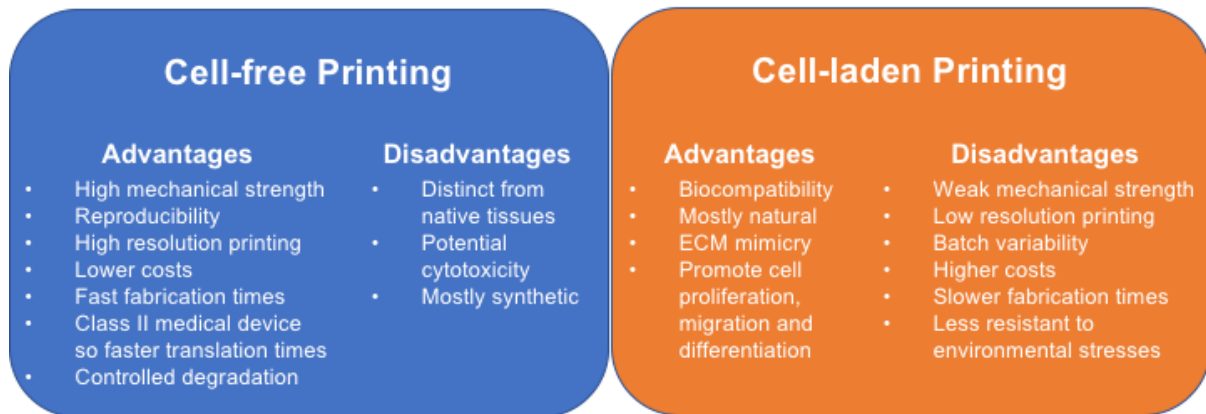 Cell-free Printing
Advantages
• High mechanical strength
• Reproducibility
• High resolution printing
• Lower costs
• Fast fabrication times
• Class II medical device
so faster translation times
• Controlled degradation
Disadvantages
• Distinct from
native tissues
• Potential
cytotoxicity
• Mostly synthetic
Cell-laden Printing
Advantages
• Biocompatibility
• Mostly natural
• ECM mimicry
• Promote cell
proliferation,
migration and
differentiation
Disadvantages
• Weak mechanical strength
• Low resolution printing
• Batch variability
• Higher costs
• Slower fabrication times
• Less resistant to
environmental stresses